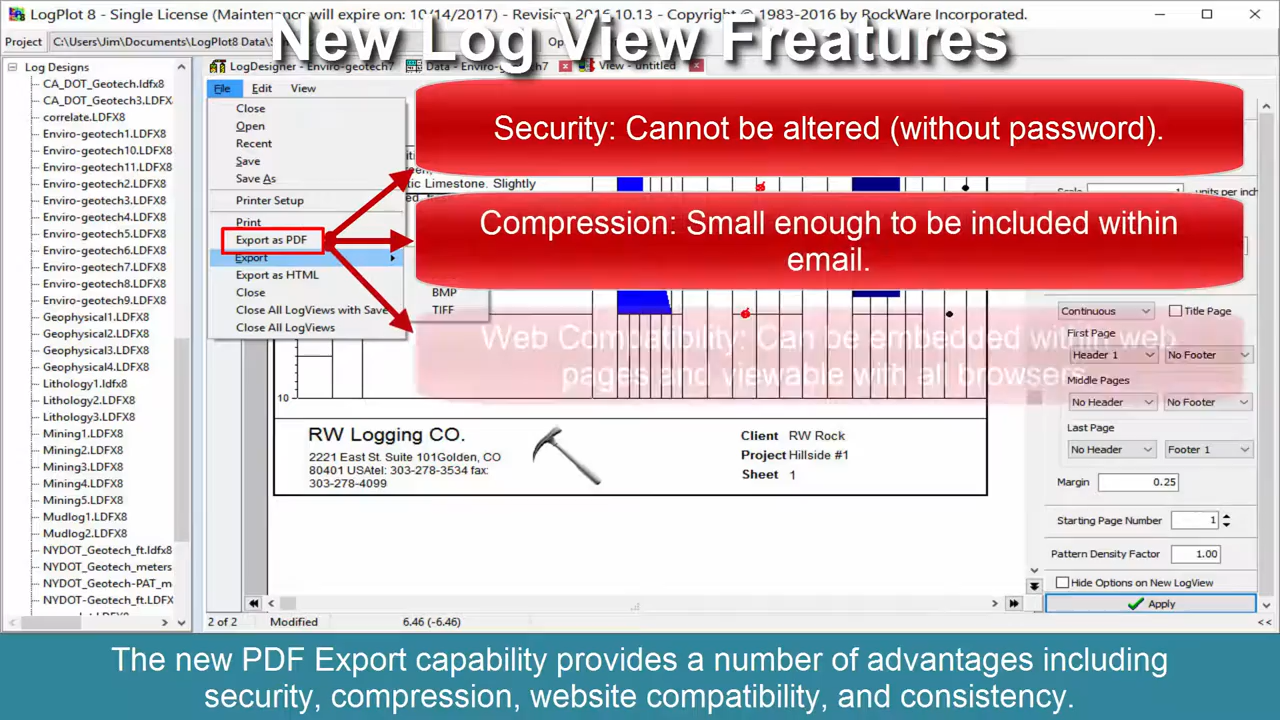 LogPlot 8 - Single License (Maintenance will expire on: 10/14/2017) - Revision 2016.10.13 - Copyright © 1983-2016 by RockWare Incorporated.
New Log View Freatures
Project C:\Users\Jim\Documents\LogPlot8 Data\
Log Designs
CA_DOT_Geotech.ldfx8
CA_DOT_Geotech3.LDFX
correlate.LDFX8
Enviro-geotech1.LDFX8
Enviro-geotech10.LDFX8
Enviro-geotech11.LDFX8
Enviro-geotech2.LDFX8
Enviro-geotech3.LDFX8
Enviro-geotech4.LDFX8
Enviro-geotech5.LDFX8
Enviro-geotech6.LDFX8
Enviro-geotech7.LDFX8
Enviro-geotech8.LDFX8
Enviro-geotech9.LDFX8
Geophysical1.LDFX8
Geophysical2.LDFX8
Geophysical3.LDFX8
Geophysical4.LDFX8
Lithology1.ldfx8
Lithology2.LDFX8
Lithology3.LDFX8
Mining1.LDFX8
Mining2.LDFX8
Mining3.LDFX8
Mining4.LDFX8
Mining5.LDFX8
Mudlog1.LDFX8
Mudlog2.LDFX8
NYDOT_Geotech_ft.ldfx8
NYDOT_Geotech_meters
NYDOT_Geotech-PAT_m
NYDOT-Geotech_ft.LDFX
LogDesigner - Enviro-geotech7 Data - Enviro-geotech7 View - untitled
File Edit View
Close
Open
Recent
Save
Save As
Printer Setup
Print
Export as PDF
Export
Export as HTML
Close
Close All LogViews with Save
Close All LogViews
BMP
TIFF
Security: Cannot be altered (without password).
tic Limestone. Slightly
Compression: Small enough to be included within
email.
Web Compatibility: Can be embedded within web
pages and viewable with all browsers.
10
RW Logging CO.
2221 East St. Suite 101Golden, CO
80401 USAtel: 303-278-3534 fax:
303-278-4099
Client RW Rock
Project Hillside #1
Sheet 1
Scale 1 units per inch
Continuous Title Page
First Page
Header 1 No Footer
Middle Pages
No Header No Footer
Last Page
No Header Footer 1
Margin 0.25
Starting Page Number 1
Pattern Density Factor 1.00
Hide Options on New LogView
Apply
2 of 2 Modified 6.46 (-6.46) <<
The new PDF Export capability provides a number of advantages including
security, compression, website compatibility, and consistency.